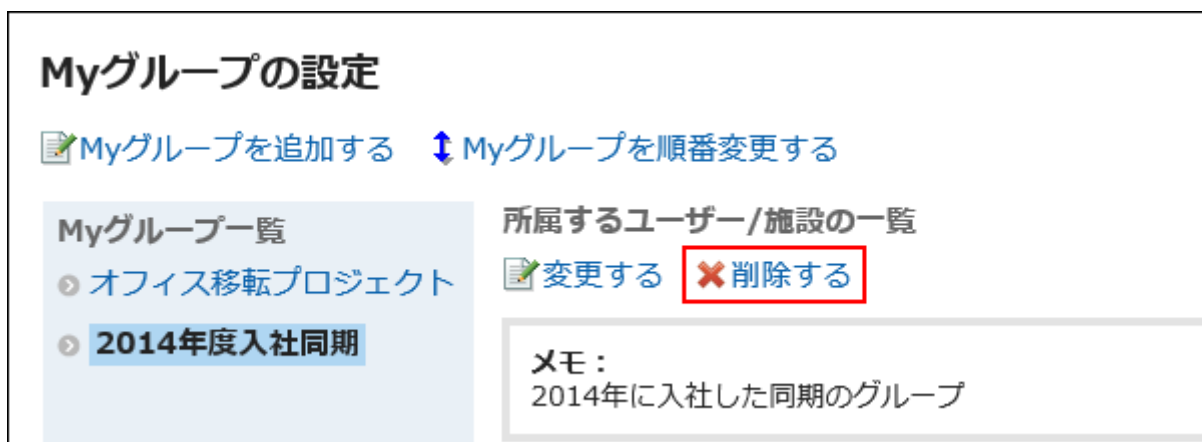 Myグループの設定
Myグループを追加する Myグループを順番変更する
Myグループ一覧
オフィス移転プロジェクト
2014年度入社同期
所属するユーザー/施設の一覧
変更する 削除する
メモ：
2014年に入社した同期のグループ